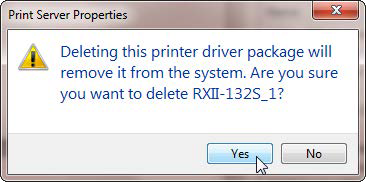 Print Server Properties
Deleting this printer driver package will
remove it from the system. Are you sure
you want to delete RXII-132S_1?
Yes
No